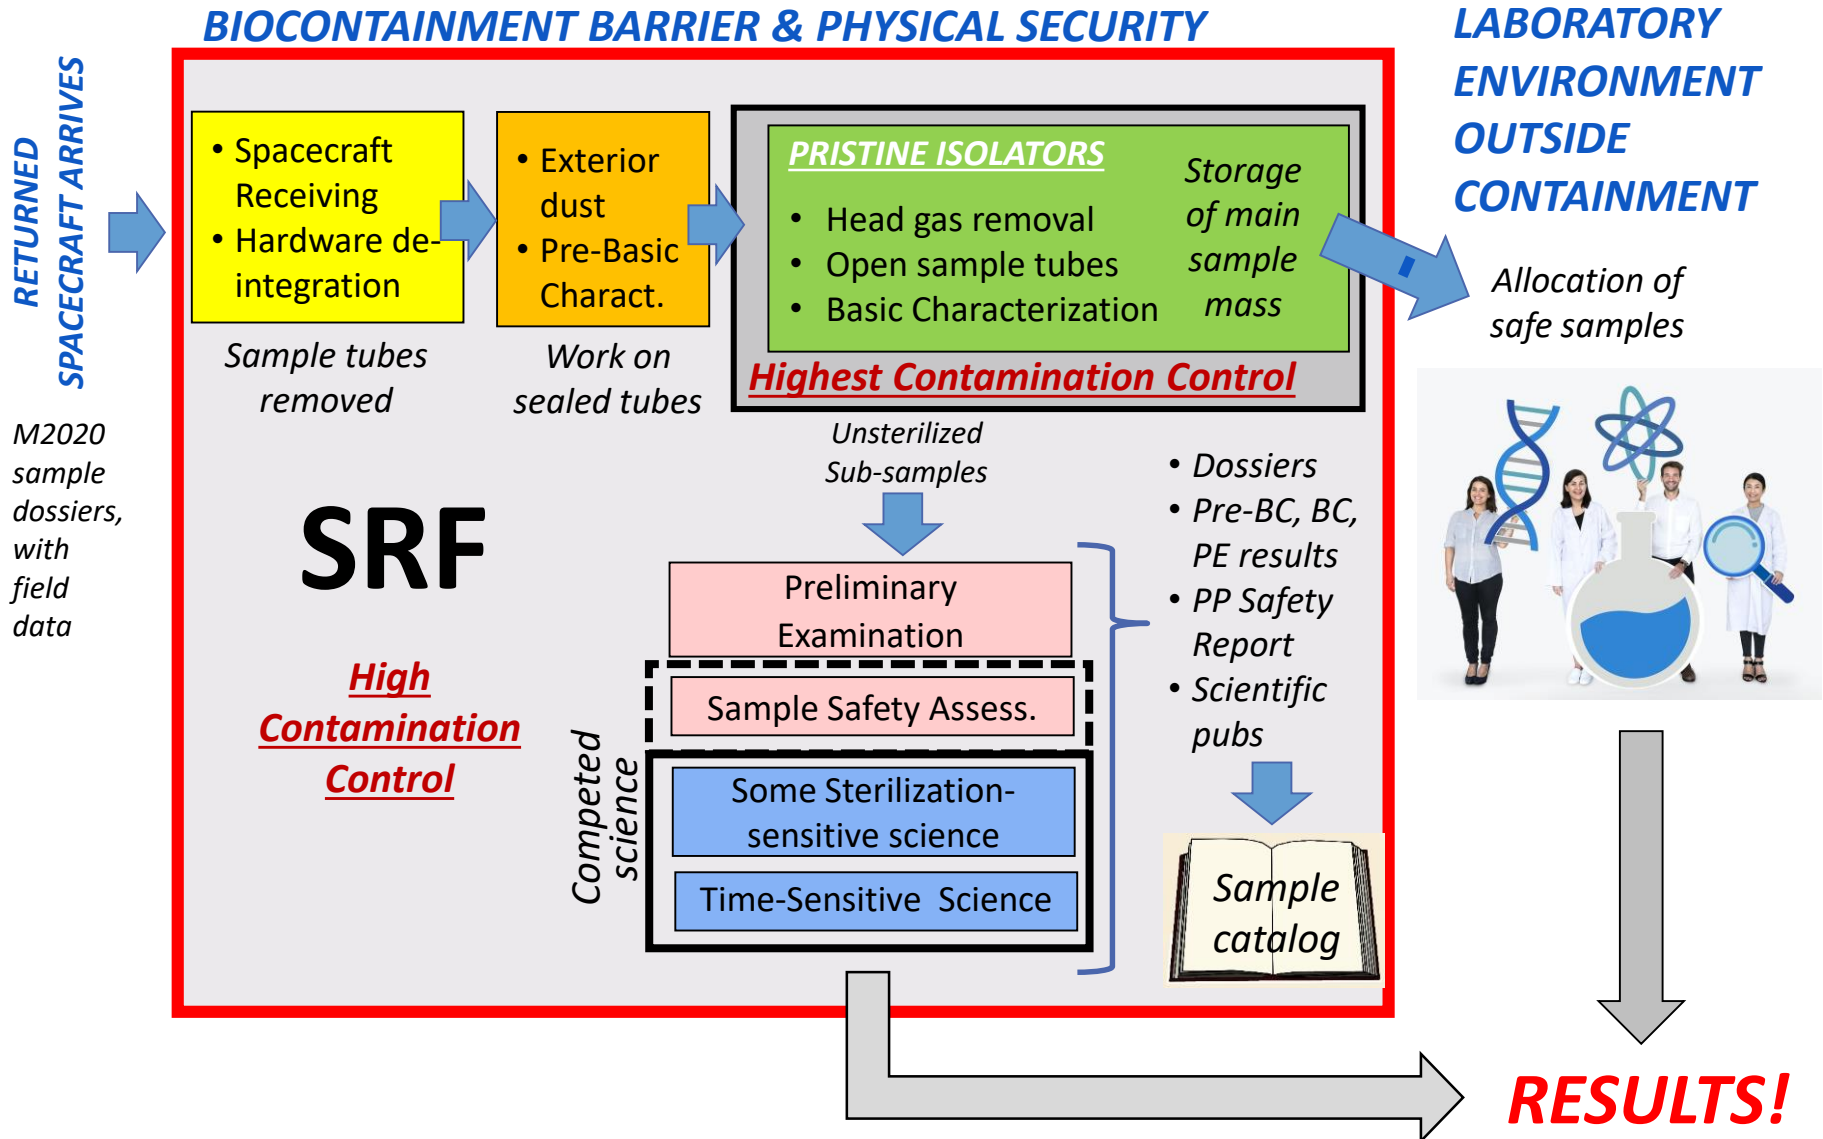 BIOCONTAINMENT BARRIER & PHYSICAL SECURITY
LABORATORY
ENVIRONMENT
OUTSIDE
CONTAINMENT
RETURNED
SPACECRAFT ARRIVES
• Spacecraft
Receiving
• Hardware de-
integration
• Exterior
dust
• Pre-Basic
Charact.
PRISTINE ISOLATORS
• Head gas removal
• Open sample tubes
• Basic Characterization
Storage
of main
sample
mass
Highest Contamination Control
Allocation of
safe samples
Sample tubes
removed
Work on
sealed tubes
M2020
sample
dossiers,
with
field
data
SRF
High
Contamination
Control
Unsterilized
Sub-samples
Preliminary
Examination
Sample Safety Assess.
Competed
science
Some Sterilization-
sensitive science
Time-Sensitive Science
• Dossiers
• Pre-BC, BC,
PE results
• PP Safety
Report
• Scientific
pubs
Sample
catalog
RESULTS!